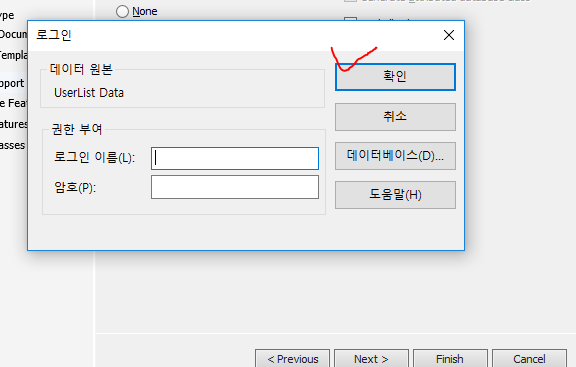 ype
None
Docum
Templa
upport
e Feat
atures
asses
로그인
데이터 원본
UserList Data
권한 부여
로그인 이름(L):
암호(P):
확인
취소
데이터베이스(D)...
도움말(H)
< Previous
Next >
Finish
Cancel